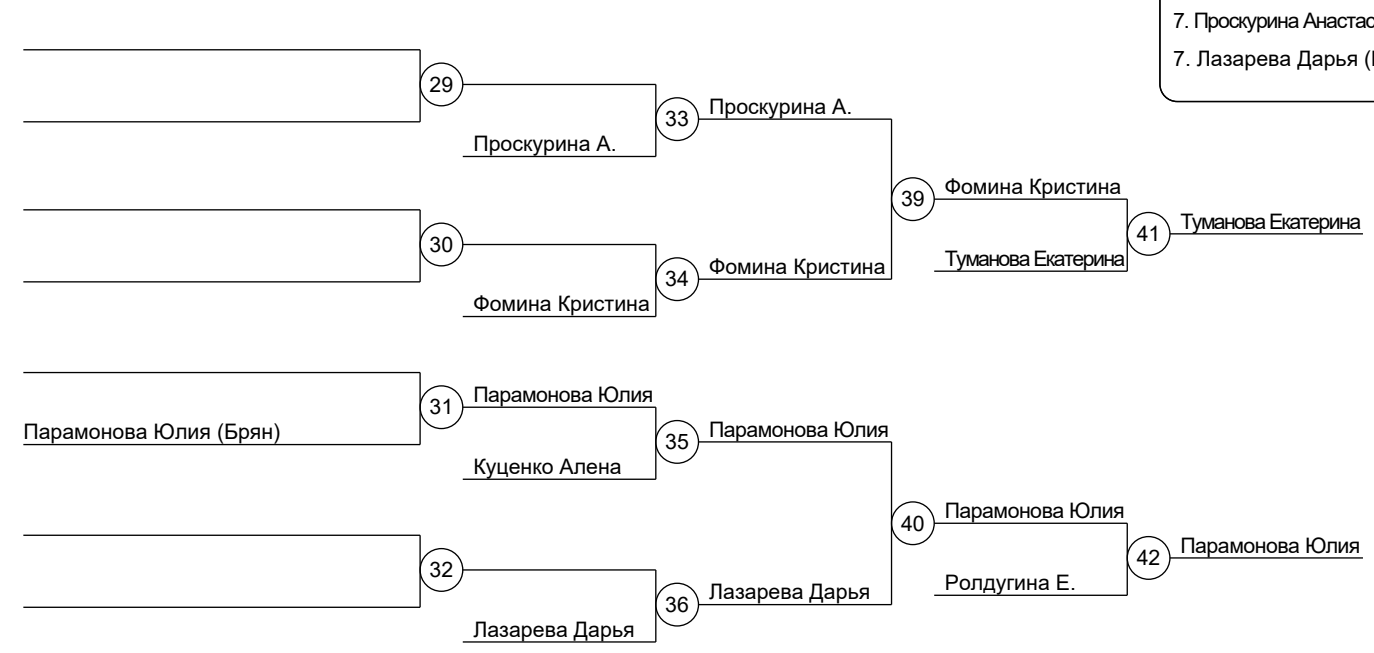 7. Проскурина Анастас
7. Лазарева Дарья (
29
Проскурина А.
33
Проскурина А.
30
Фомина Кристина
34
Фомина Кристина
39
Фомина Кристина
Туманова Екатерина
41
Туманова Екатерина
Парамонова Юлия (Брян)
31
Парамонова Юлия
Куценко Алена
35
Парамонова Юлия
32
Лазарева Дарья
36
Лазарева Дарья
40
Парамонова Юлия
Ролдугина Е.
42
Парамонова Юлия